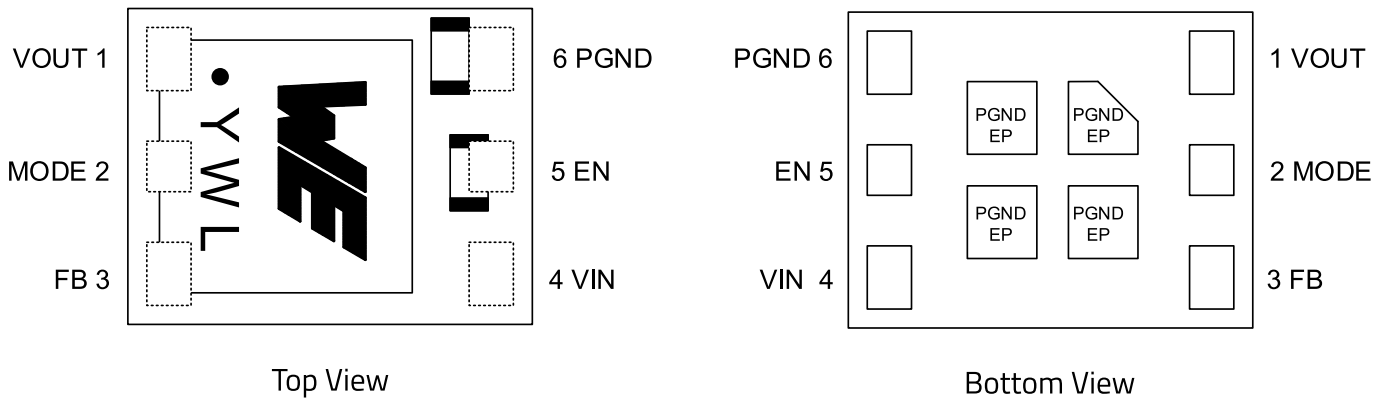 VOUT 1
MODE 2
FB 3
Y W L
WE
6 PGND
5 EN
4 VIN
Top View
PGND 6
EN 5
VIN 4
PGND
EP
PGND
EP
PGND
EP
PGND
EP
1 VOUT
2 MODE
3 FB
Bottom View